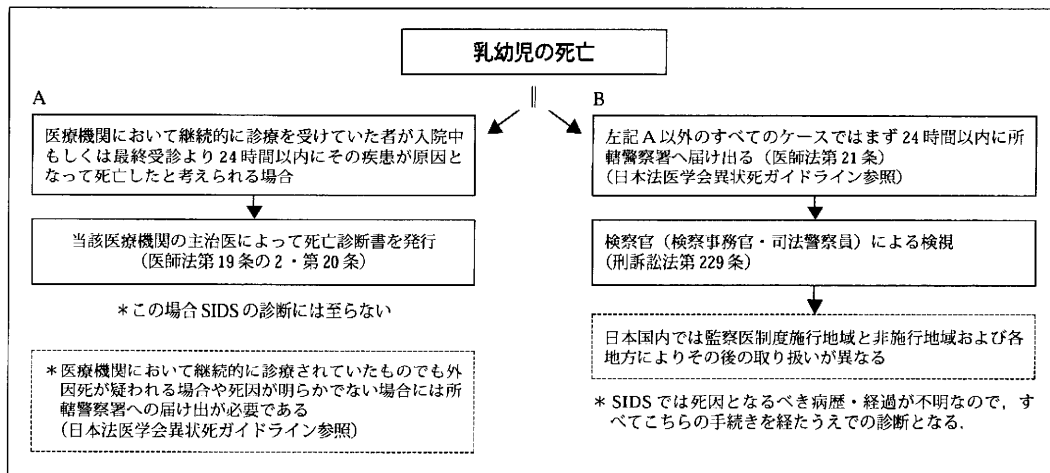 乳幼児の死亡
A
医療機関において継続的に診療を受けていた者が入院中
もしくは最終受診より24時間以内にその疾患が原因と
なって死亡したと考えられる場合
当該医療機関の主治医によって死亡診断書を発行
(医師法第19条の2・第20条)
*この場合SIDSの診断には至らない
*医療機関において継続的に診療されていたものでも外
因死が疑われる場合や死因が明らかでない場合には所
轄警察署への届け出が必要である
(日本法医学会異状死ガイドライン参照)
B
左記A以外のすべてのケースではまず24時間以内に所
轄警察署へ届け出る(医師法第21条)
(日本法医学会異状死ガイドライン参照)
検察官(検察事務官・司法警察員)による検視
(刑訴訟法第229条)
日本国内では監察医制度施行地域と非施行地域および各
地方によりその後の取り扱いが異なる
*SIDSでは死因となるべき病歴・経過が不明なので,す
べてこちらの手続きを経たうえでの診断となる.